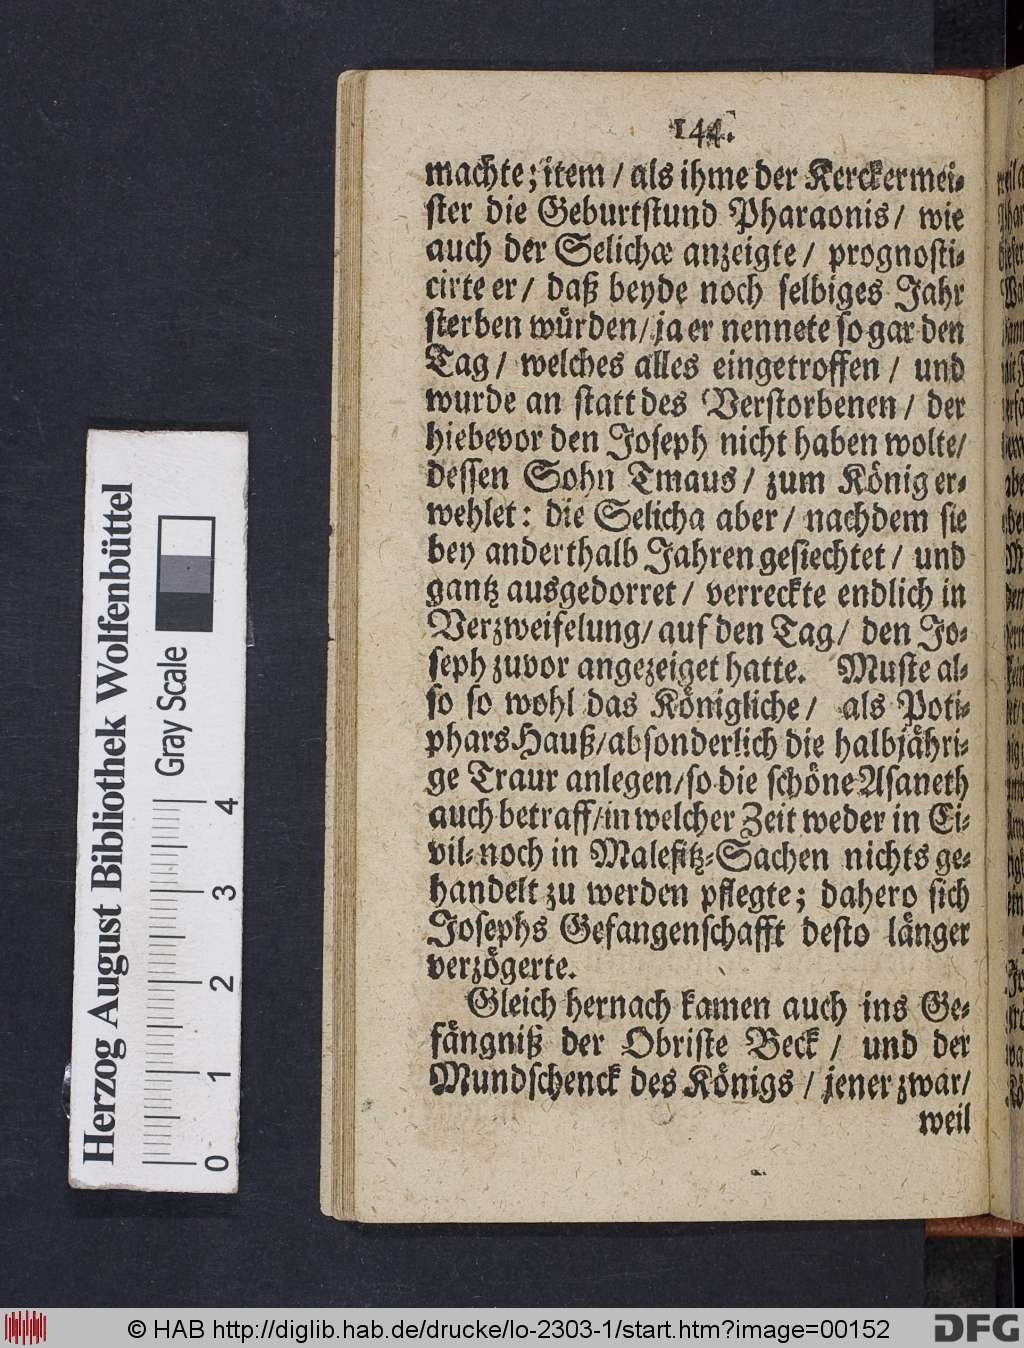 144.
machte; item / als ihme der Kerckermei-
ster die Geburtstund Pharaonis / wie
auch der Selichæ anzeigte / prognosti-
cirte er / daß beyde noch selbiges Jahr
sterben würden / ja er nennete so gar den
Tag / welches alles eingetroffen / und
wurde an statt des Verstorbenen / der
hiebevor den Joseph nicht haben wolte /
dessen Sohn Tmaus / zum König er-
wehlet: die Selicha aber / nachdem sie
bey anderthalb Jahren gesiechtet / und
gantz ausgedorret / verreckte endlich in
Verzweifelung / auf den Tag / den Jo-
seph zuvor angezeiget hatte. Muste al-
so so wohl das Königliche / als Poti-
phars Hauß / absonderlich die halbjähri-
ge Traur anlegen / so die schöne Asaneth
auch betraff / in welcher Zeit weder in Ci-
vil- noch in Malefitz-Sachen nichts ge-
handelt zu werden pflegte; dahero sich
Josephs Gefangenschafft desto länger
verzögerte.
Gleich hernach kamen auch ins Ge-
fängniß der Obriste Beck / und der
Mundschenck des Königs / jener zwar /
weil
Herzog August Bibliothek Wolfenbüttel
Gray Scale
0 1 2 3 4
© HAB http://diglib.hab.de/drucke/lo-2303-1/start.htm?image=00152
DFG